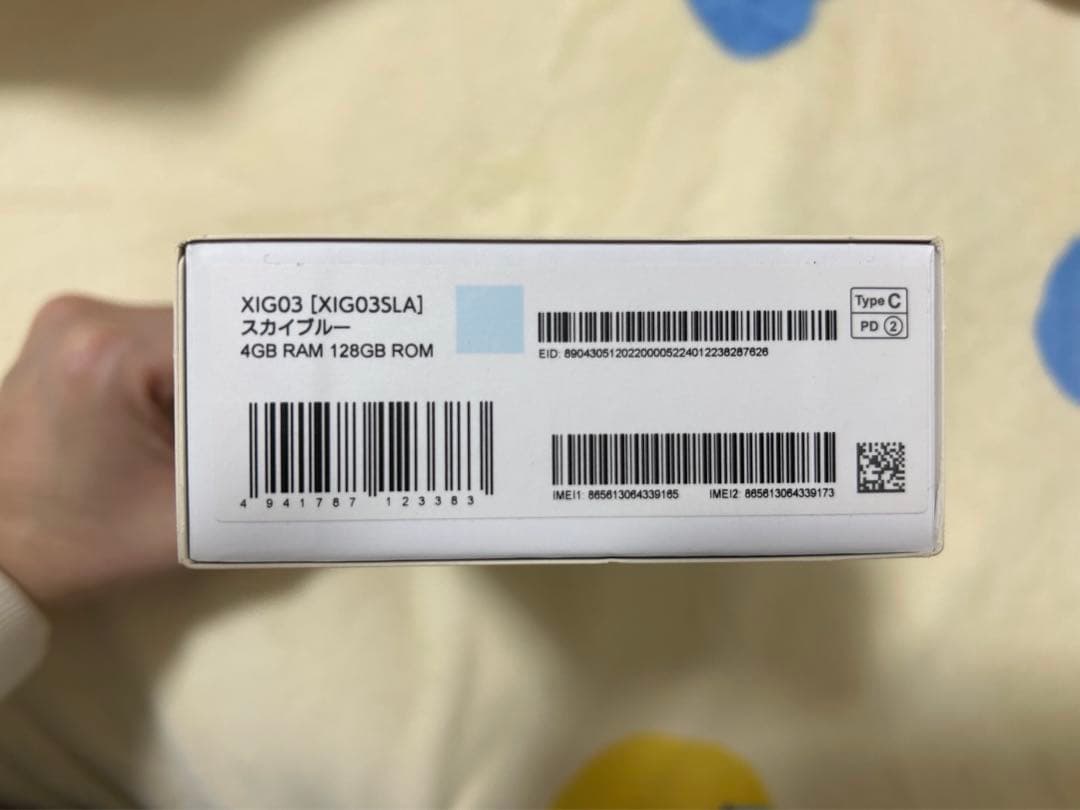 XIG03 [XIG03SLA]
スカイブルー
4GB RAM 128GB ROM
EID: 89043051202200005224012238287626
Type C
PD 2
4 941787 123383
IMEI1: 865613064339165 IMEI2: 865613064339173